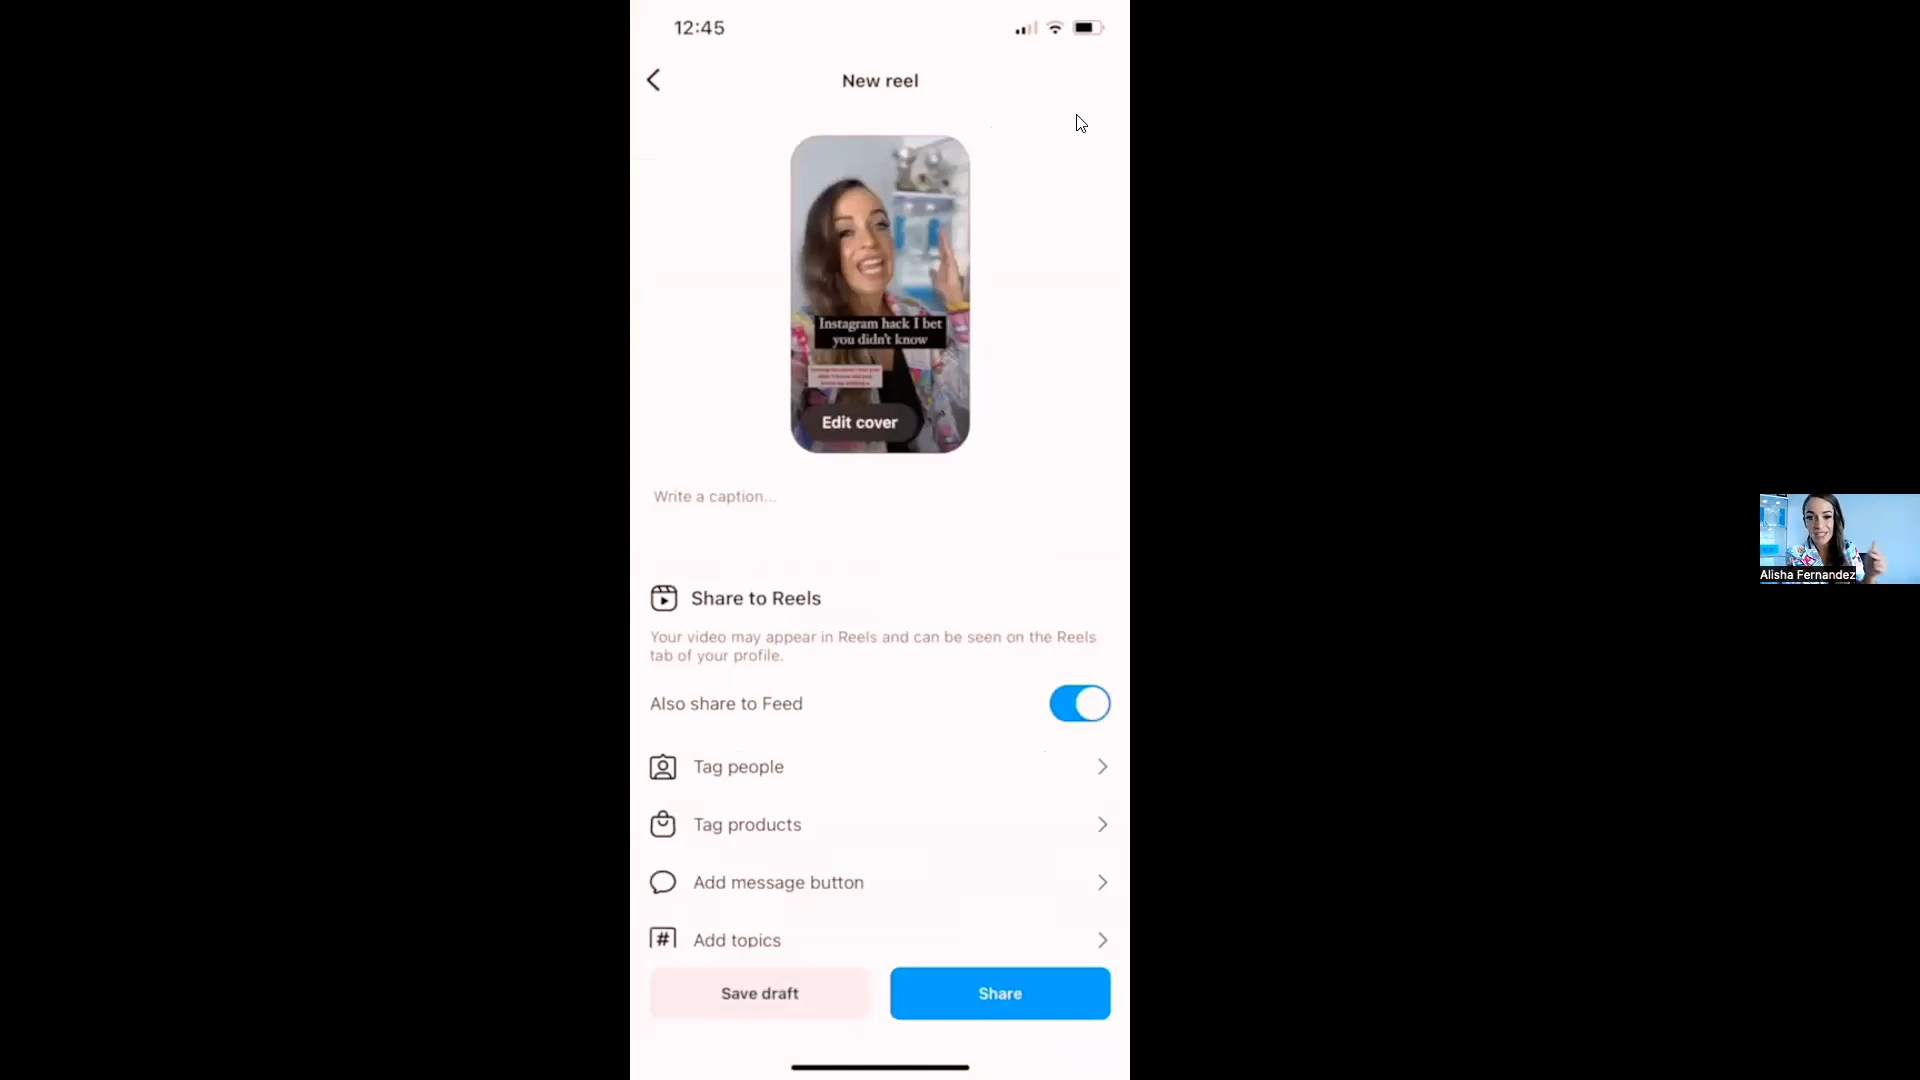 12:45
New reel
Instagram hack I bet
you didn't know
Edit cover
Write a caption...
Share to Reels
Your video may appear in Reels and can be seen on the Reels
tab of your profile.
Also share to Feed
Tag people
Tag products
Add message button
# Add topics
Save draft
Share
Alisha Fernandez